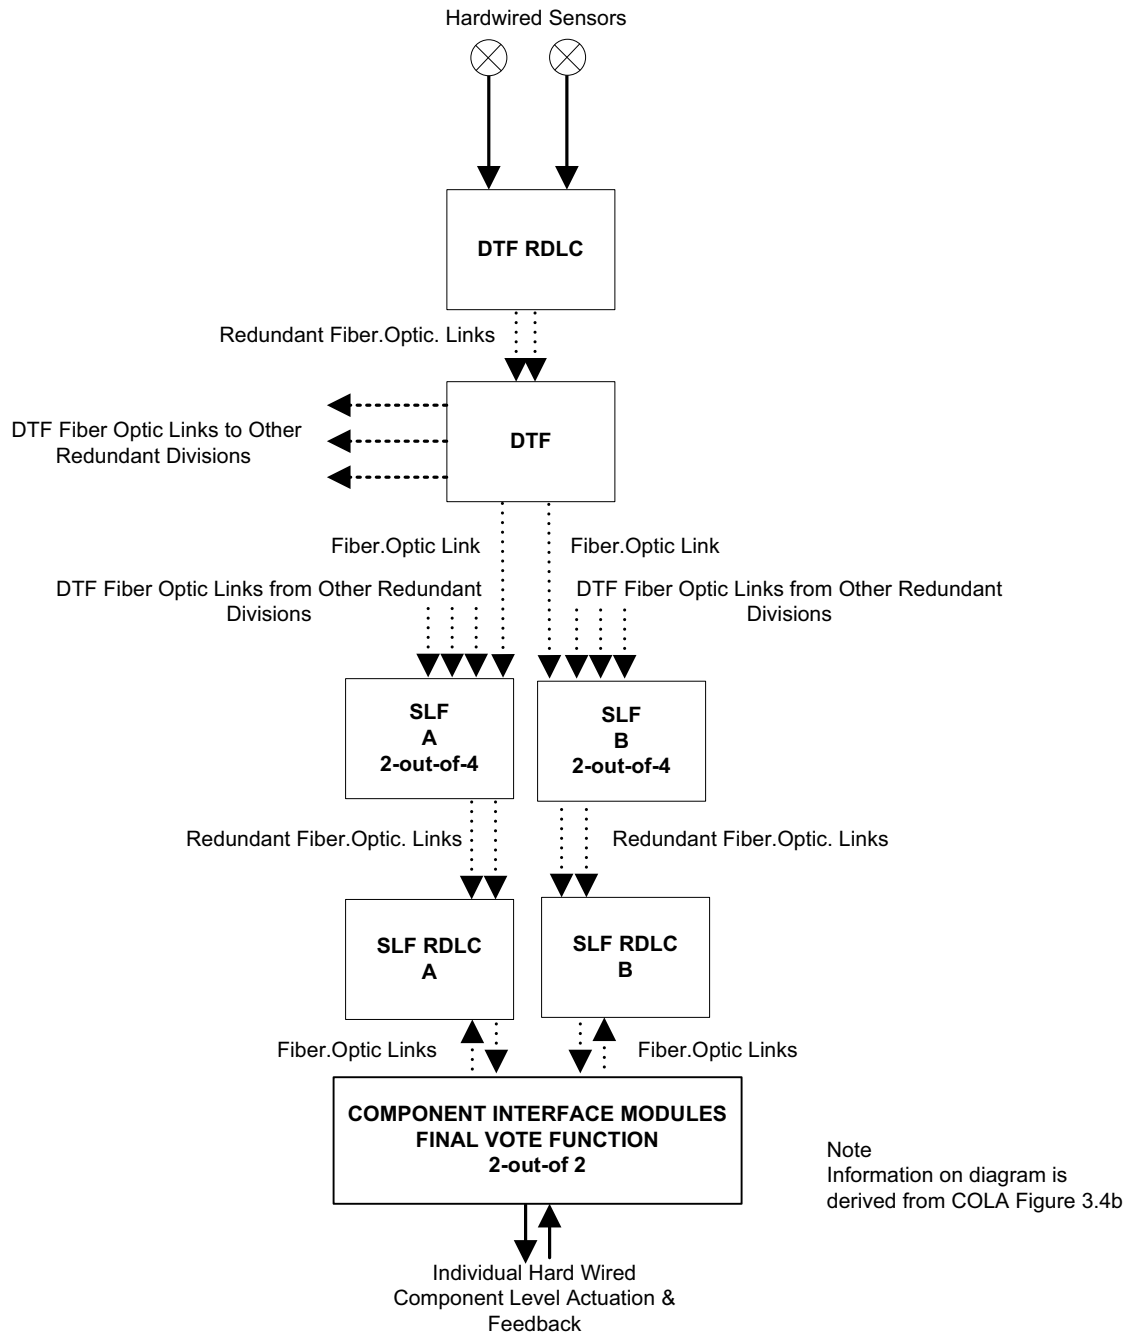 Hardwired Sensors
DTF RDLC
Redundant Fiber.Optic. Links
DTF Fiber Optic Links to Other
Redundant Divisions
DTF
Fiber.Optic Link
Fiber.Optic Link
DTF Fiber Optic Links from Other Redundant
Divisions
DTF Fiber Optic Links from Other Redundant
Divisions
SLF
A
2-out-of-4
SLF
B
2-out-of-4
Redundant Fiber.Optic. Links
Redundant Fiber.Optic. Links
SLF RDLC
A
SLF RDLC
B
Fiber.Optic Links
Fiber.Optic Links
COMPONENT INTERFACE MODULES
FINAL VOTE FUNCTION
2-out-of 2
Note
Information on diagram is
derived from COLA Figure 3.4b
Individual Hard Wired
Component Level Actuation &
Feedback